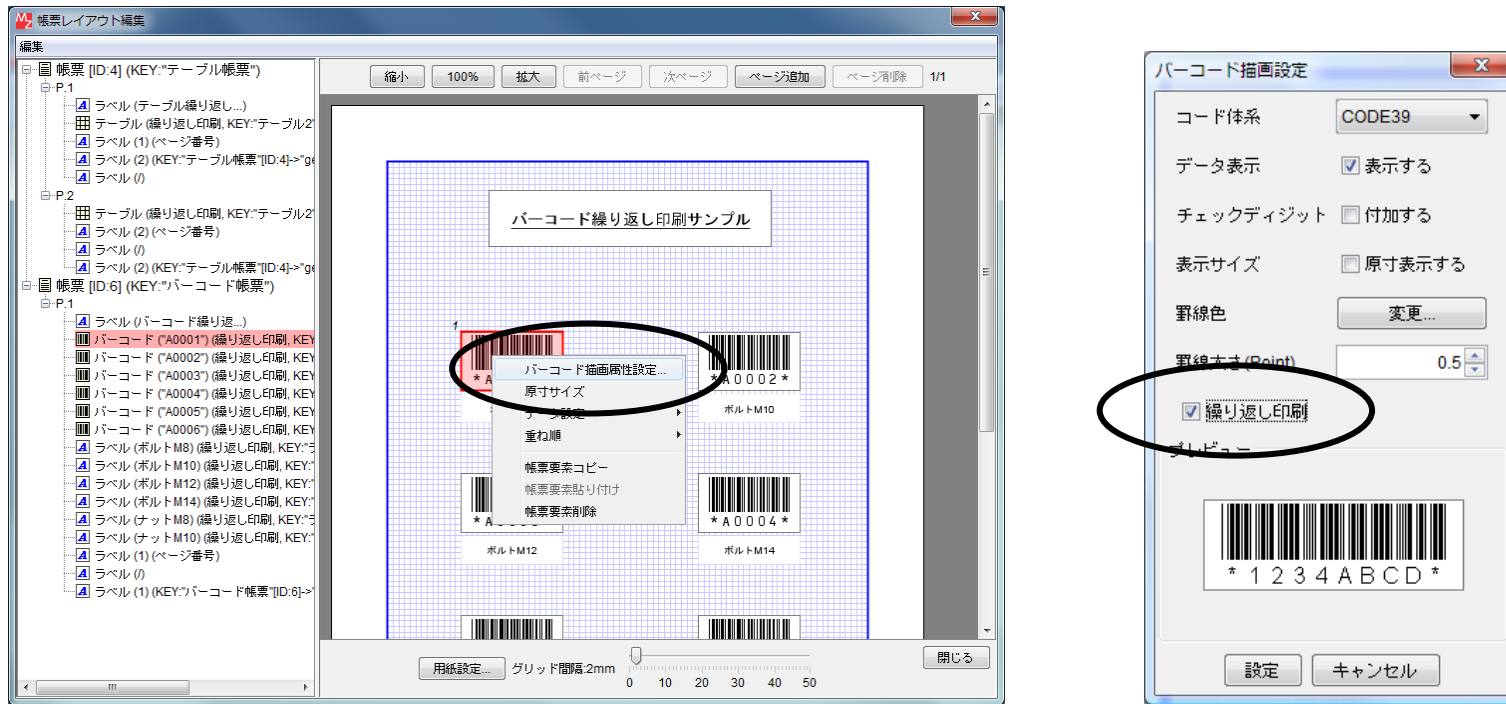 帳票レイアウト編集
編集
帳票 [ID:4] (KEY:"テーブル帳票")
P.1
ラベル (テーブル繰り返し...)
テーブル (繰り返し印刷, KEY:"テーブル2"
ラベル (1) (ページ番号)
ラベル (2) (KEY:"テーブル帳票"[ID:4]->"ge
ラベル (/)
P.2
テーブル (繰り返し印刷, KEY:"テーブル2"
ラベル (2) (ページ番号)
ラベル (/)
ラベル (2) (KEY:"テーブル帳票"[ID:4]->"ge
帳票 [ID:6] (KEY:"バーコード帳票")
P.1
ラベル (バーコード繰り返...)
バーコード ("A0001") (繰り返し印刷, KEY
バーコード ("A0002") (繰り返し印刷, KEY
バーコード ("A0003") (繰り返し印刷, KEY
バーコード ("A0004") (繰り返し印刷, KEY
バーコード ("A0005") (繰り返し印刷, KEY
バーコード ("A0006") (繰り返し印刷, KEY
ラベル (ボルトM8) (繰り返し印刷, KEY:"ラ
ラベル (ボルトM10) (繰り返し印刷, KEY:"
ラベル (ボルトM12) (繰り返し印刷, KEY:"
ラベル (ボルトM14) (繰り返し印刷, KEY:"
ラベル (ナットM8) (繰り返し印刷, KEY:"ラ
ラベル (ナットM10) (繰り返し印刷, KEY:"
ラベル (1) (ページ番号)
ラベル (/)
ラベル (1) (KEY:"バーコード帳票"[ID:6]->"
縮小 100% 拡大 前ページ 次ページ ページ追加 ページ削除 1/1
バーコード繰り返し印刷サンプル
1
* A
*A0002*
ボルトM10
バーコード描画属性設定...
原寸サイズ
データ設定
重ね順
帳票要素コピー
帳票要素貼り付け
帳票要素削除
*A0004*
ボルトM12
ボルトM14
用紙設定... グリッド間隔:2mm
0 10 20 30 40 50
閉じる
バーコード描画設定
コード体系 CODE39
データ表示 表示する
チェックディジット 付加する
表示サイズ 原寸表示する
罫線色 変更...
罫線太さ(Point) 0.5
繰り返し印刷
プレビュー
*1234ABCD*
設定 キャンセル